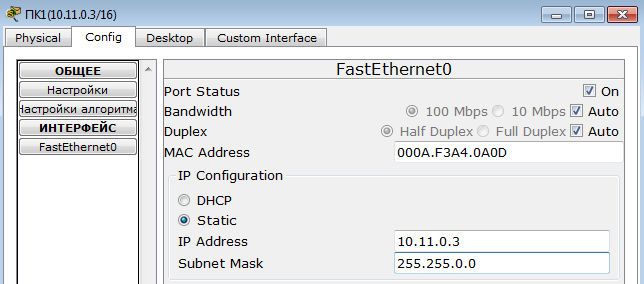 ПК1(10.11.0.3/16)
Physical Config Desktop Custom Interface
ОБЩЕЕ
Настройки
Настройки алгоритма
ИНТЕРФЕЙС
FastEthernet0
FastEthernet0
Port Status On
Bandwidth 100 Mbps 10 Mbps Auto
Duplex Half Duplex Full Duplex Auto
MAC Address 000A.F3A4.0A0D
IP Configuration
DHCP
Static
IP Address 10.11.0.3
Subnet Mask 255.255.0.0